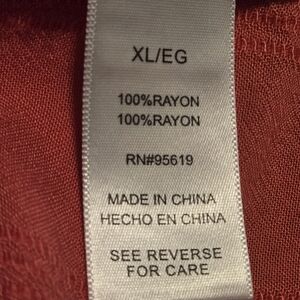 XL/EG
100%RAYON
100%RAYON
RN#95619
MADE IN CHINA
HECHO EN CHINA
SEE REVERSE
FOR CARE